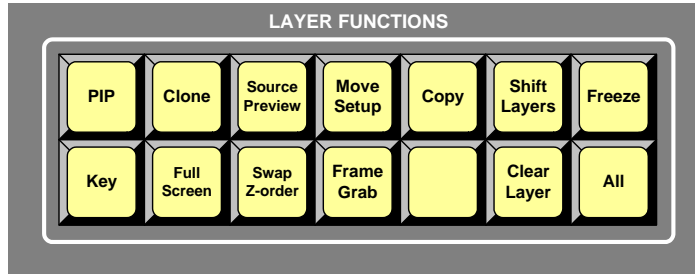 LAYER FUNCTIONS
PIP
Clone
Source
Preview
Move
Setup
Copy
Shift
Layers
Freeze
Key
Full
Screen
Swap
Z-order
Frame
Grab
Clear
Layer
All